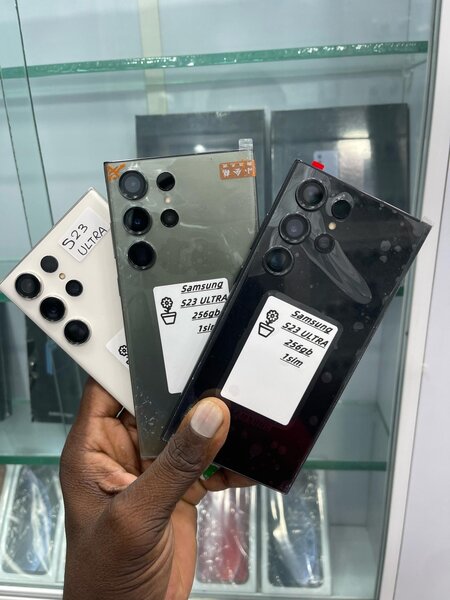 S23
ULTRA
Samsung
S23 ULTRA
256gb
1sim
Samsung
S23 ULTRA
256gb
1sim